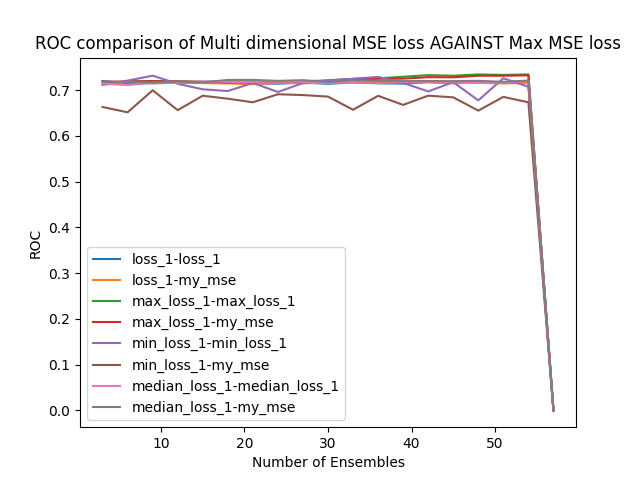 ROC comparison of Multi dimensional MSE loss AGAINST Max MSE loss
0.7
0.6
0.5
0.4
0.3
0.2
0.1
0.0
ROC
loss_1-loss_1
loss_1-my_mse
max_loss_1-max_loss_1
max_loss_1-my_mse
min_loss_1-min_loss_1
min_loss_1-my_mse
median_loss_1-median_loss_1
median_loss_1-my_mse
10 20 30 40 50
Number of Ensembles